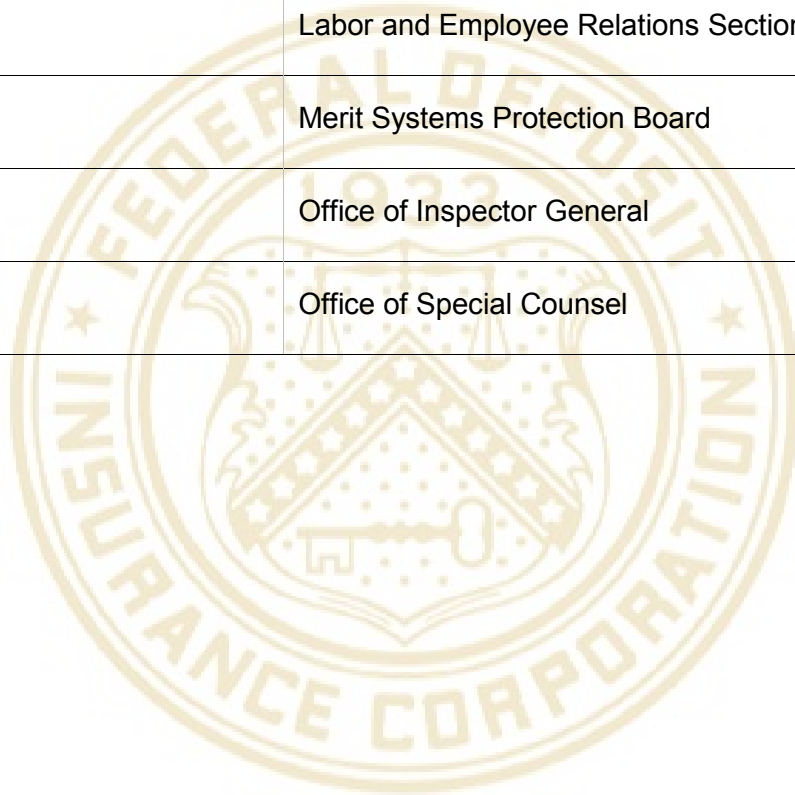 Labor and Employee Relations Section
Merit Systems Protection Board
Office of Inspector General
Office of Special Counsel
FEDERAL DEPOSIT
1933
INSURANCE CORPORATION